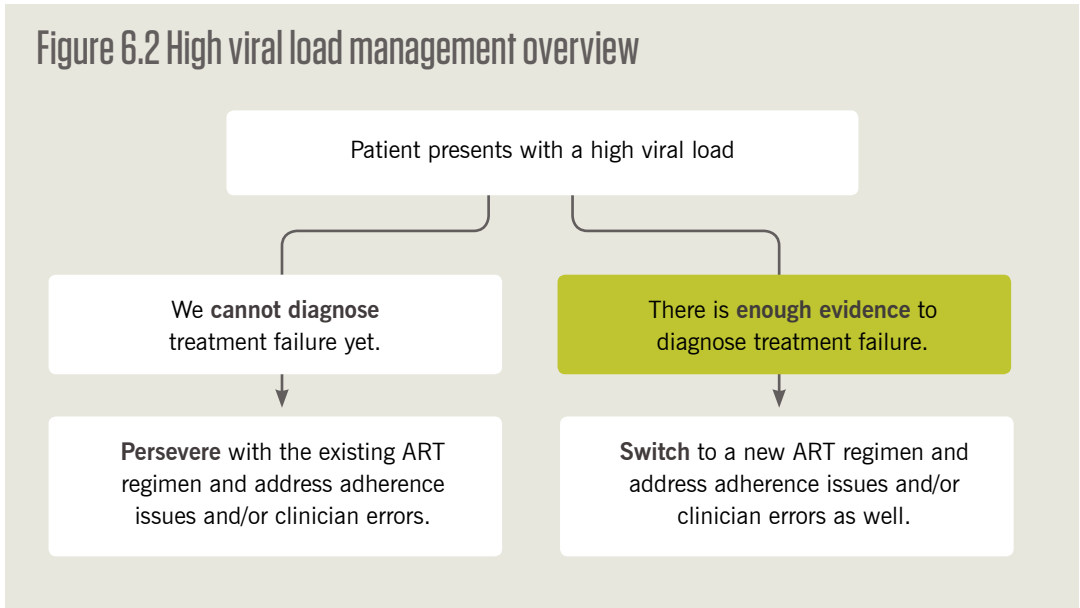 Figure 6.2 High viral load management overview
Patient presents with a high viral load
We cannot diagnose
treatment failure yet.
Persevere with the existing ART
regimen and address adherence
issues and/or clinician errors.
There is enough evidence to
diagnose treatment failure.
Switch to a new ART regimen and
address adherence issues and/or
clinician errors as well.